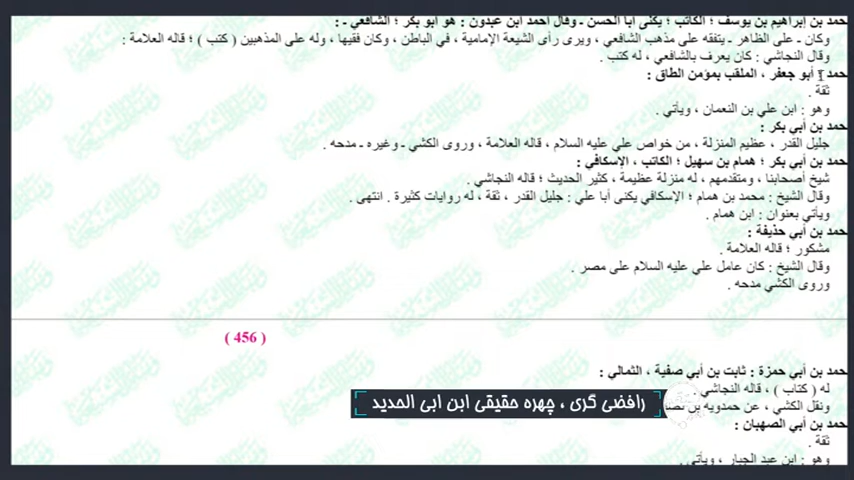 حمد بن إبراهيم بن يوسف ؛ الكاتب ؛ يكنى أبا الحسن ـ وقال أحمد ابن عبدون : هو أبو بكر ؛ الشافعي ـ :
وكان ـ على الظاهر ـ يتفقه على مذهب الشافعي ، ويرى رأى الشيعة الإمامية ، في الباطن ، وكان فقيها ، وله على المذهبين ( كتب ) ؛ قاله العلامة :
وقال النجاشي : كان يعرف بالشافعي ، له كتب .
حمد أبو جعفر ، الملقب بمؤمن الطاق :
ثقة .
وهو : ابن علي بن النعمان ، ويأتي .
حمد بن أبي بكر :
جليل القدر ، عظيم المنزلة ، من خواص علي عليه السلام ، قاله العلامة ، وروى الكشي ـ وغيره ـ مدحه .
حمد بن أبي بكر ؛ همام بن سهيل ؛ الكاتب ، الإسكافي :
شيخ أصحابنا ، ومتقدمهم ، له منزلة عظيمة ، كثير الحديث ؛ قاله النجاشي .
وقال الشيخ : محمد بن همام ؛ الإسكافي يكنى أبا علي : جليل القدر ، ثقة ، له روايات كثيرة . انتهى .
ويأتي بعنوان : ابن همام .
حمد بن أبي حذيفة :
مشكور ؛ قاله العلامة .
وقال الشيخ : كان عامل علي عليه السلام على مصر .
وروى الكشي مدحه .
( 456 )
حمد بن أبي حمزة : ثابت بن أبي صفية ، الثمالي :
له ( كتاب ) ، قاله النجاشي
ونقل الكشي ، عن حمدويه بن
رافضی گری ، چهره حقیقی ابن ابی الحدید
حمد بن أبي الصهبان :
ثقة .
وهو : ابن عبد الجبار ، ويأتي .